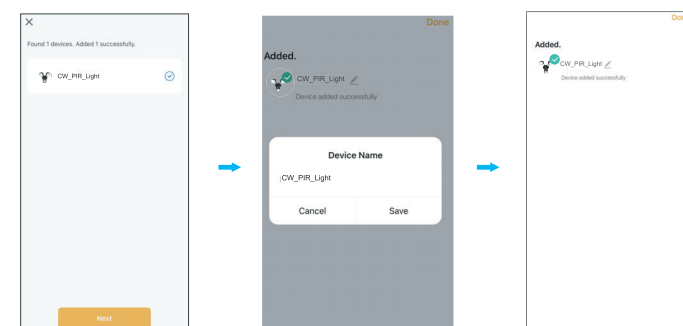 Found 1 devices. Added 1 successfully.
CW_PIR_Light
Next
Done
Added.
CW_PIR_Light
Device added successfully
Device Name
CW_PIR_Light
Cancel
Save
Added.
CW_PIR_Light
Device added successfully